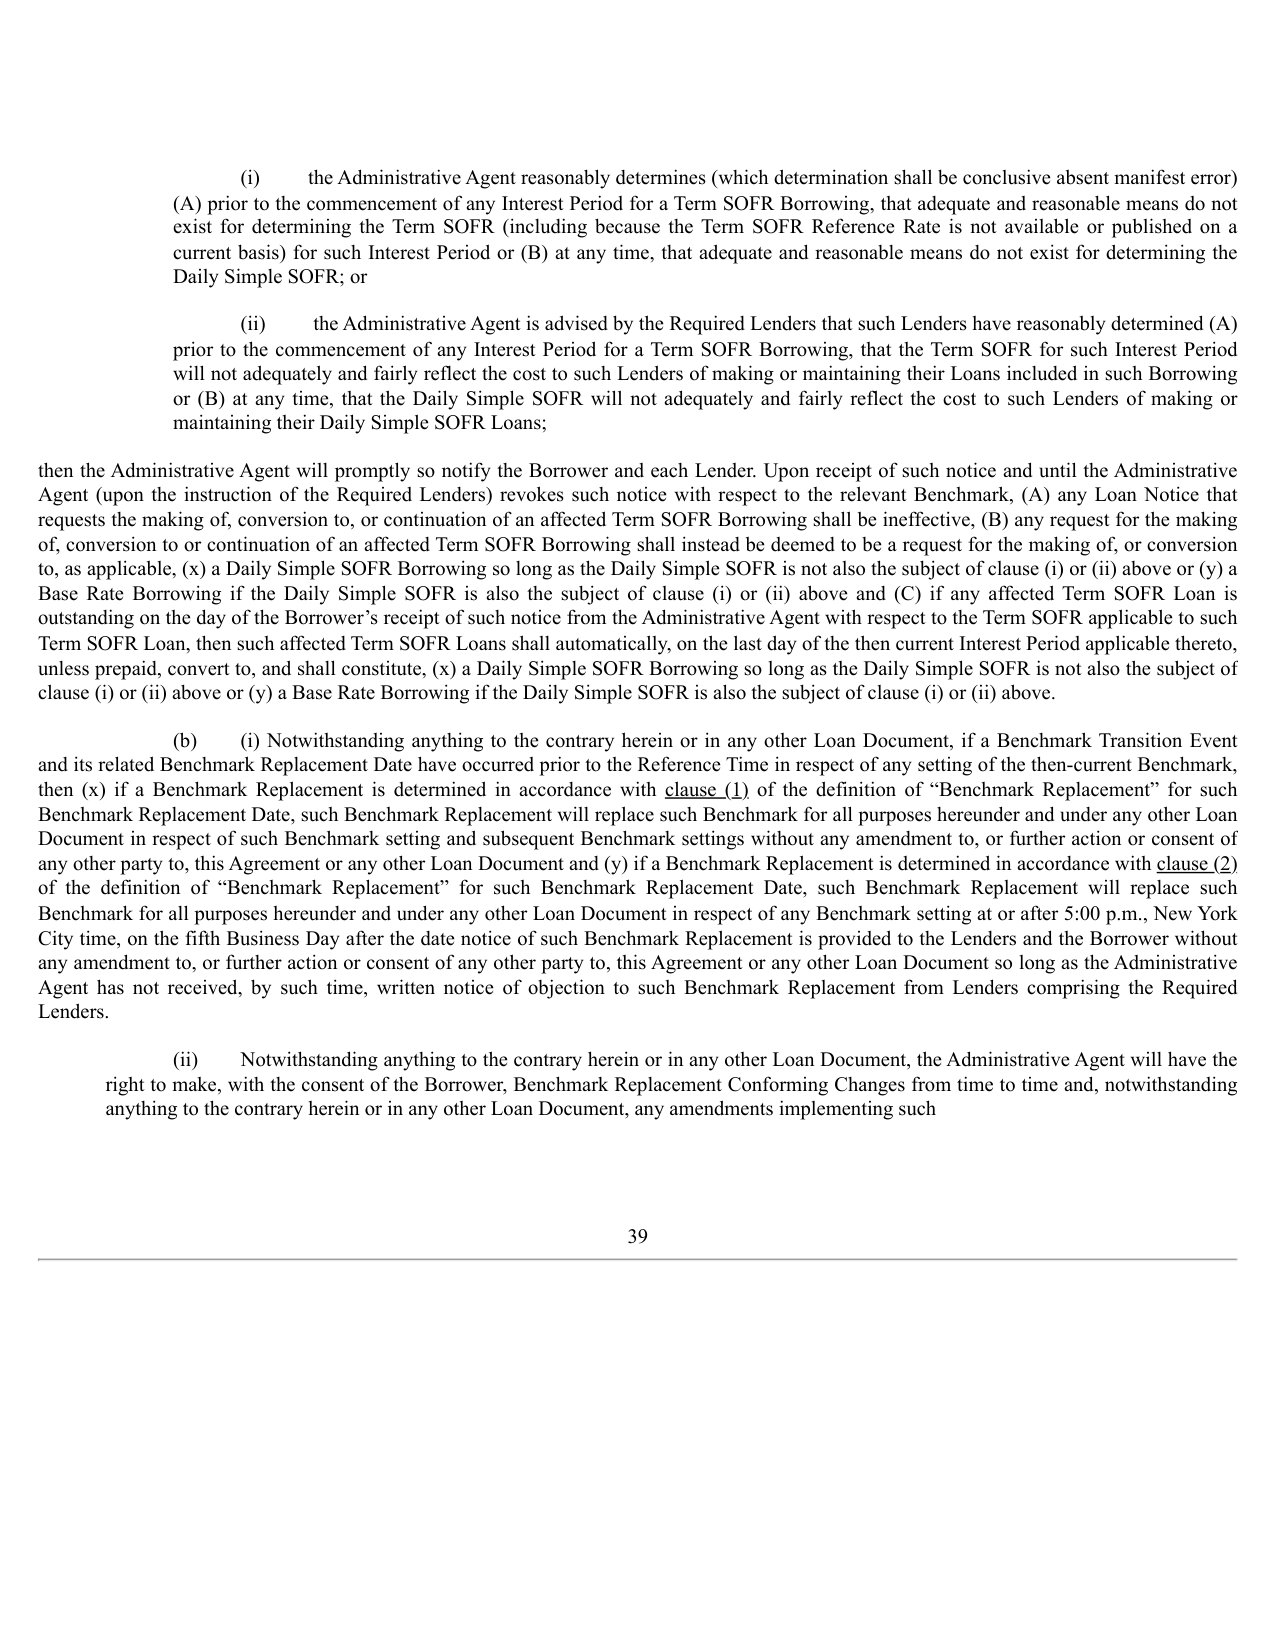 (i) the Administrative Agent reasonably determines (which determination shall be conclusive absent manifest error)
(A) prior to the commencement of any Interest Period for a Term SOFR Borrowing, that adequate and reasonable means do not
exist for determining the Term SOFR (including because the Term SOFR Reference Rate is not available or published on a
current basis) for such Interest Period or (B) at any time, that adequate and reasonable means do not exist for determining the
Daily Simple SOFR; or
(ii) the Administrative Agent is advised by the Required Lenders that such Lenders have reasonably determined (A)
prior to the commencement of any Interest Period for a Term SOFR Borrowing, that the Term SOFR for such Interest Period
will not adequately and fairly reflect the cost to such Lenders of making or maintaining their Loans included in such Borrowing
or (B) at any time, that the Daily Simple SOFR will not adequately and fairly reflect the cost to such Lenders of making or
maintaining their Daily Simple SOFR Loans;
then the Administrative Agent will promptly so notify the Borrower and each Lender. Upon receipt of such notice and until the Administrative
Agent (upon the instruction of the Required Lenders) revokes such notice with respect to the relevant Benchmark, (A) any Loan Notice that
requests the making of, conversion to, or continuation of an affected Term SOFR Borrowing shall be ineffective, (B) any request for the making
of, conversion to or continuation of an affected Term SOFR Borrowing shall instead be deemed to be a request for the making of, or conversion
to, as applicable, (x) a Daily Simple SOFR Borrowing so long as the Daily Simple SOFR is not also the subject of clause (i) or (ii) above or (y) a
Base Rate Borrowing if the Daily Simple SOFR is also the subject of clause (i) or (ii) above and (C) if any affected Term SOFR Loan is
outstanding on the day of the Borrower’s receipt of such notice from the Administrative Agent with respect to the Term SOFR applicable to such
Term SOFR Loan, then such affected Term SOFR Loans shall automatically, on the last day of the then current Interest Period applicable thereto,
unless prepaid, convert to, and shall constitute, (x) a Daily Simple SOFR Borrowing so long as the Daily Simple SOFR is not also the subject of
clause (i) or (ii) above or (y) a Base Rate Borrowing if the Daily Simple SOFR is also the subject of clause (i) or (ii) above.
(b) (i) Notwithstanding anything to the contrary herein or in any other Loan Document, if a Benchmark Transition Event
and its related Benchmark Replacement Date have occurred prior to the Reference Time in respect of any setting of the then-current Benchmark,
then (x) if a Benchmark Replacement is determined in accordance with clause (1) of the definition of “Benchmark Replacement” for such
Benchmark Replacement Date, such Benchmark Replacement will replace such Benchmark for all purposes hereunder and under any other Loan
Document in respect of such Benchmark setting and subsequent Benchmark settings without any amendment to, or further action or consent of
any other party to, this Agreement or any other Loan Document and (y) if a Benchmark Replacement is determined in accordance with clause (2)
of the definition of “Benchmark Replacement” for such Benchmark Replacement Date, such Benchmark Replacement will replace such
Benchmark for all purposes hereunder and under any other Loan Document in respect of any Benchmark setting at or after 5:00 p.m., New York
City time, on the fifth Business Day after the date notice of such Benchmark Replacement is provided to the Lenders and the Borrower without
any amendment to, or further action or consent of any other party to, this Agreement or any other Loan Document so long as the Administrative
Agent has not received, by such time, written notice of objection to such Benchmark Replacement from Lenders comprising the Required
Lenders.
(ii) Notwithstanding anything to the contrary herein or in any other Loan Document, the Administrative Agent will have the
right to make, with the consent of the Borrower, Benchmark Replacement Conforming Changes from time to time and, notwithstanding
anything to the contrary herein or in any other Loan Document, any amendments implementing such
39